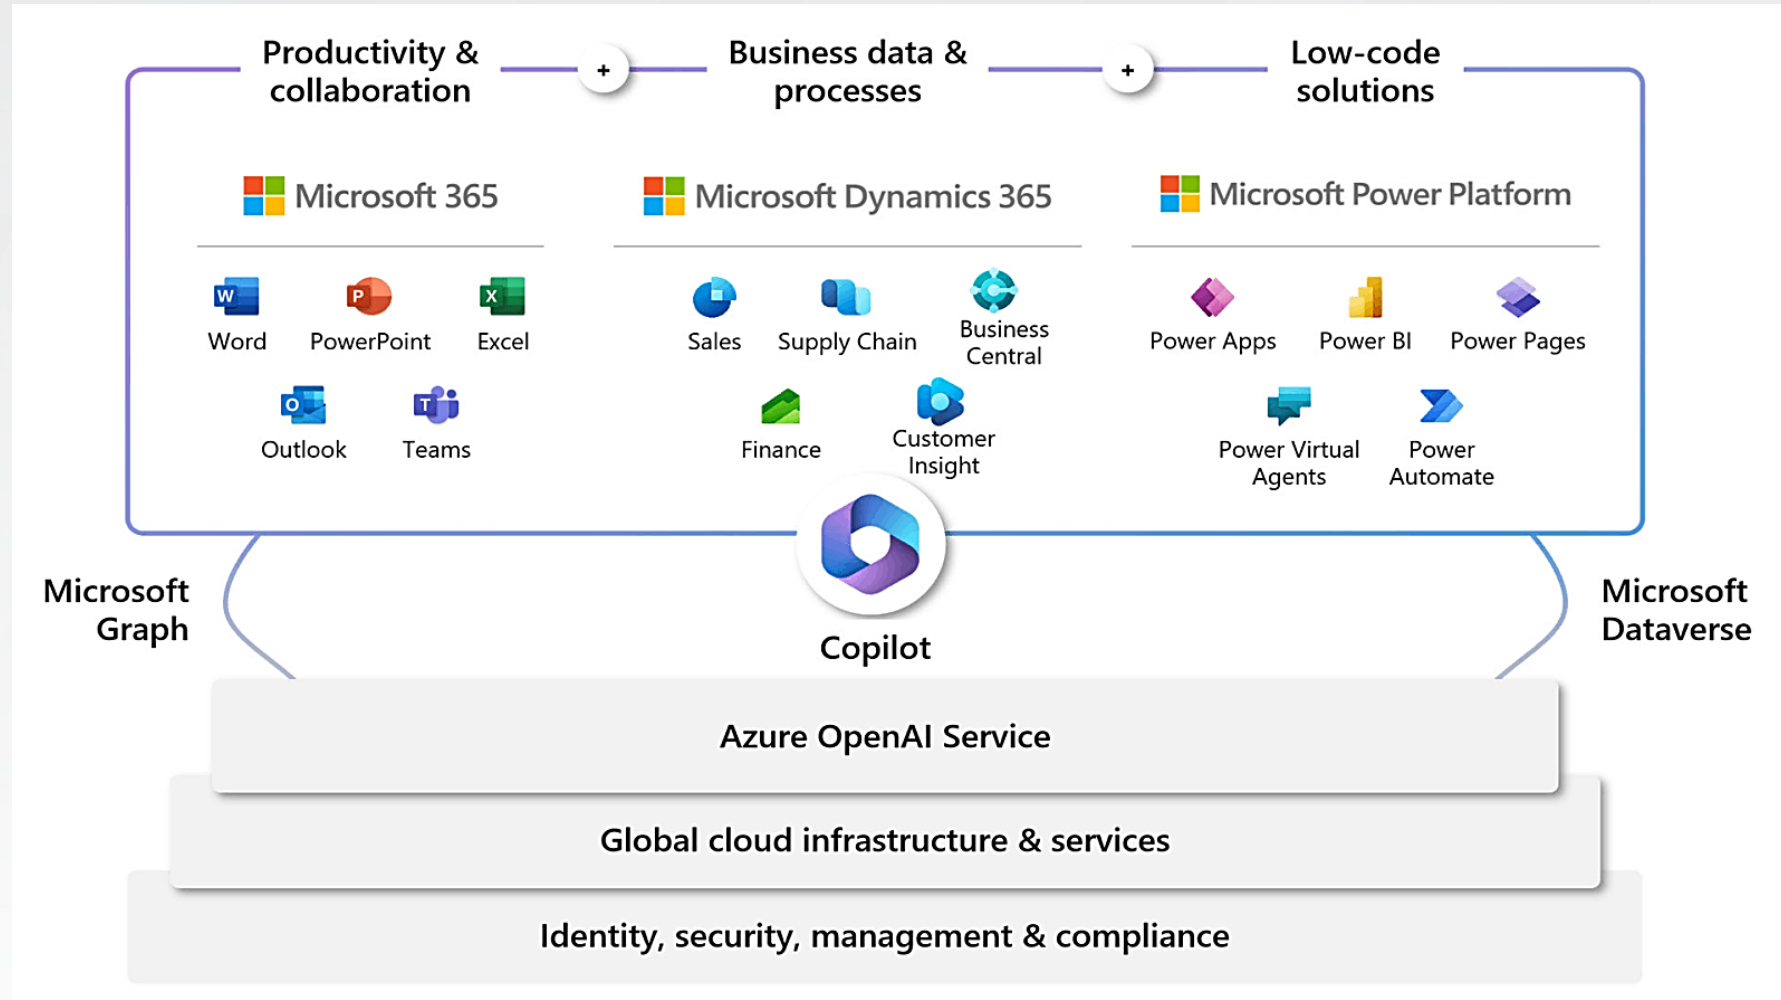 Productivity &
collaboration
+
Business data &
processes
+
Low-code
solutions
Microsoft 365
Microsoft Dynamics 365
Microsoft Power Platform
W
P
X
Word
PowerPoint
Excel
O
T
Outlook
Teams
Sales
Supply Chain
Business
Central
Finance
Customer
Insight
Power Apps
Power BI
Power Pages
Power Virtual
Agents
Power
Automate
Microsoft
Graph
Copilot
Microsoft
Dataverse
Azure OpenAI Service
Global cloud infrastructure & services
Identity, security, management & compliance